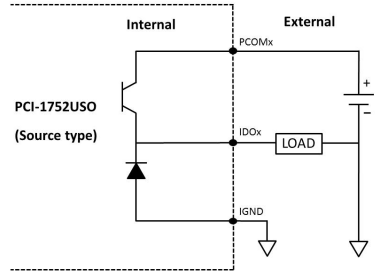 Internal
External
PCOMx
PCI-1752USO
(Source type)
IDOx
LOAD
IGND
+
−